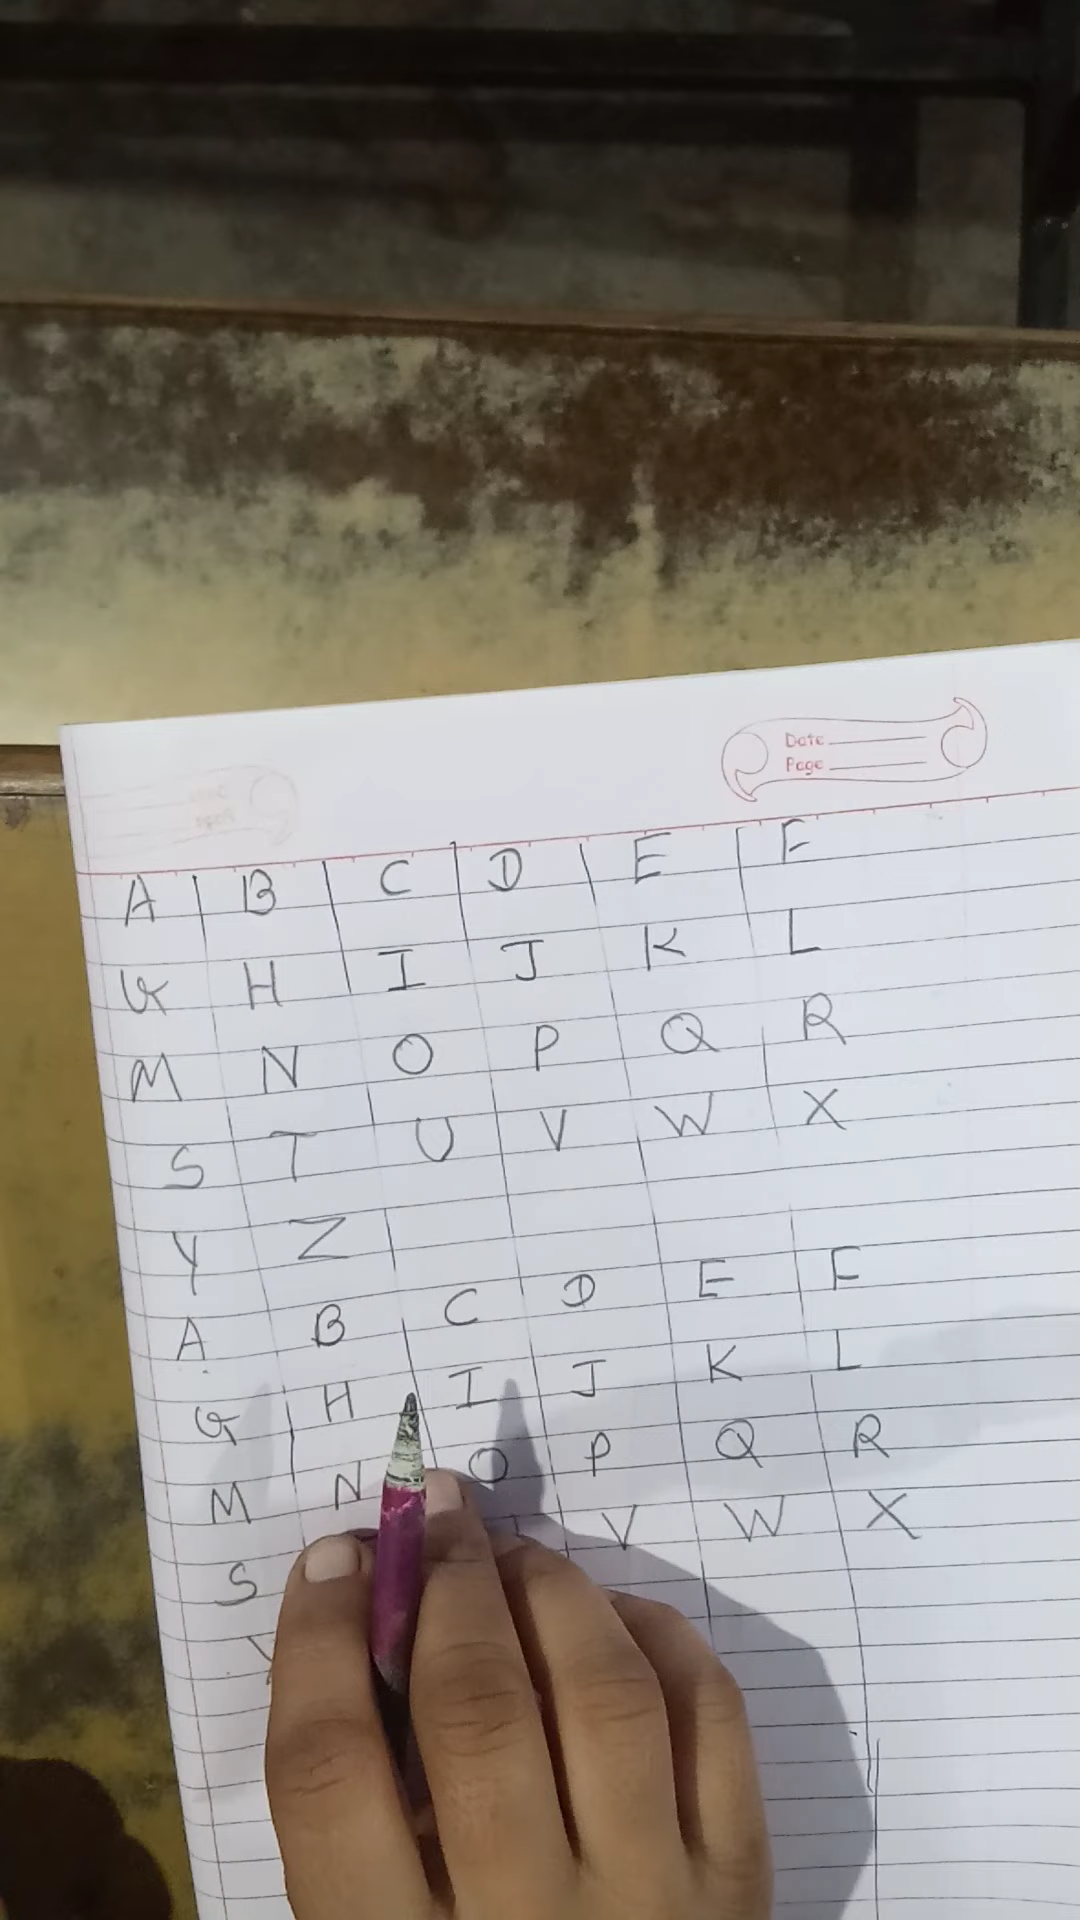 Date
Page
A B C D E F
G H I J K L
M N O P Q R
S T U V W X
Y Z
A B C D E F
G H I J K L
M N O P Q R
S V W X